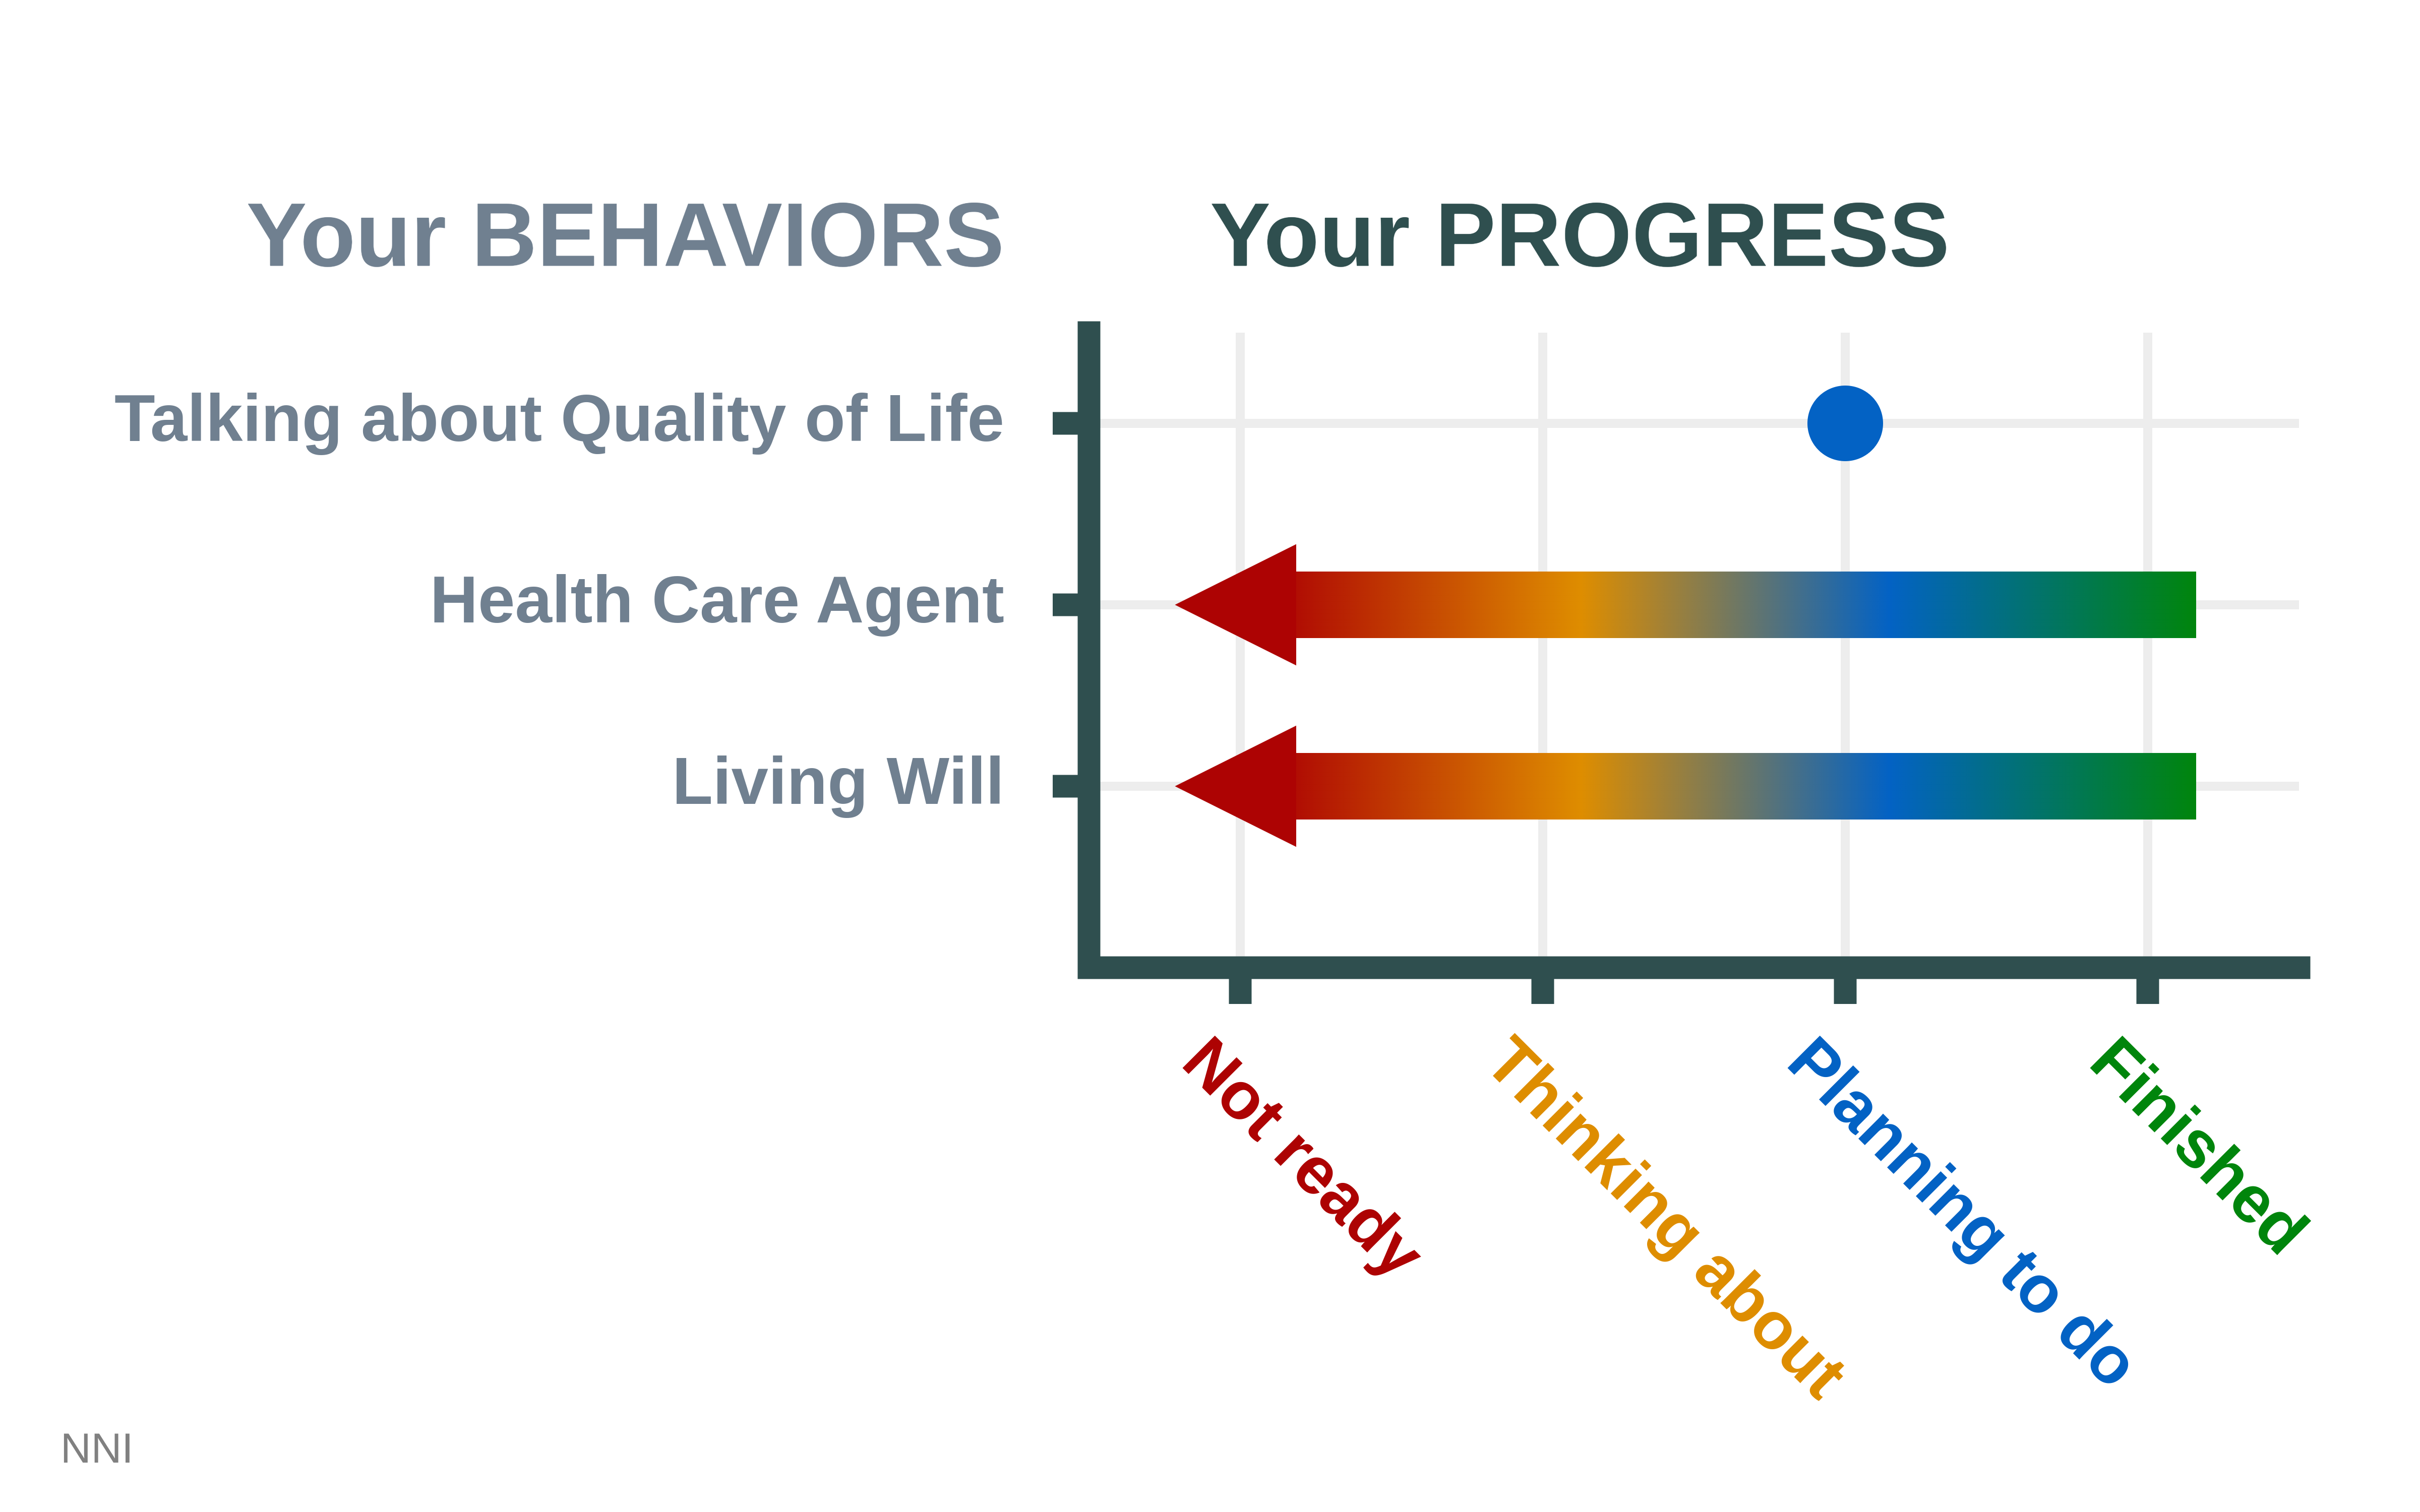 Your BEHAVIORS
Your PROGRESS
Talking about Quality of Life
Health Care Agent
Living Will
Not ready
Thinking about
Planning to do
Finished
NNI